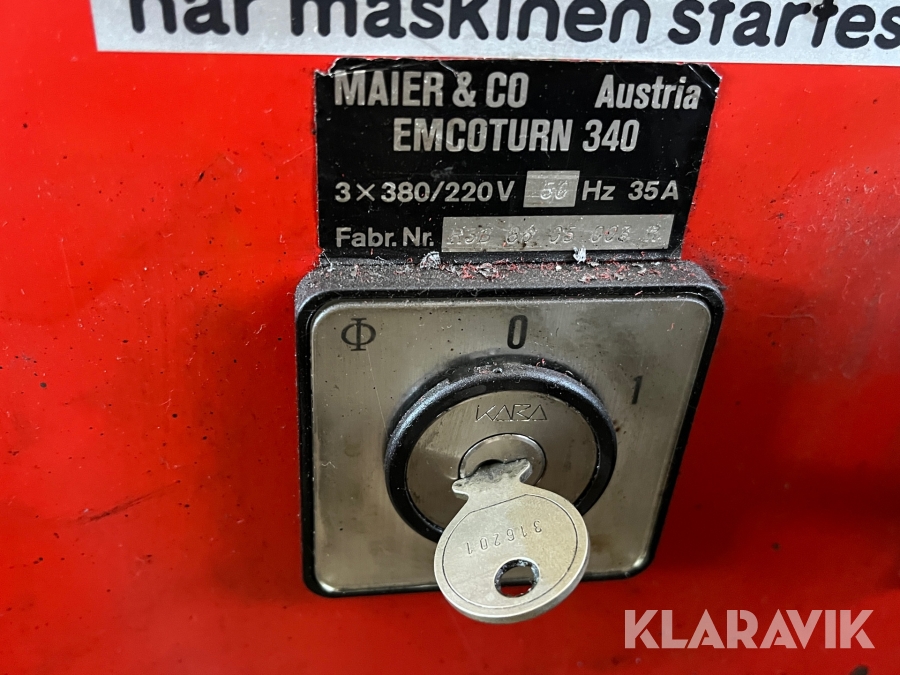 når maskinen startes
MAIER & CO Austria
EMCOTURN 340
3 × 380/220V 50 Hz 35A
Fabr. Nr.
Φ 0 1
KABA
316201
KLARAVIK